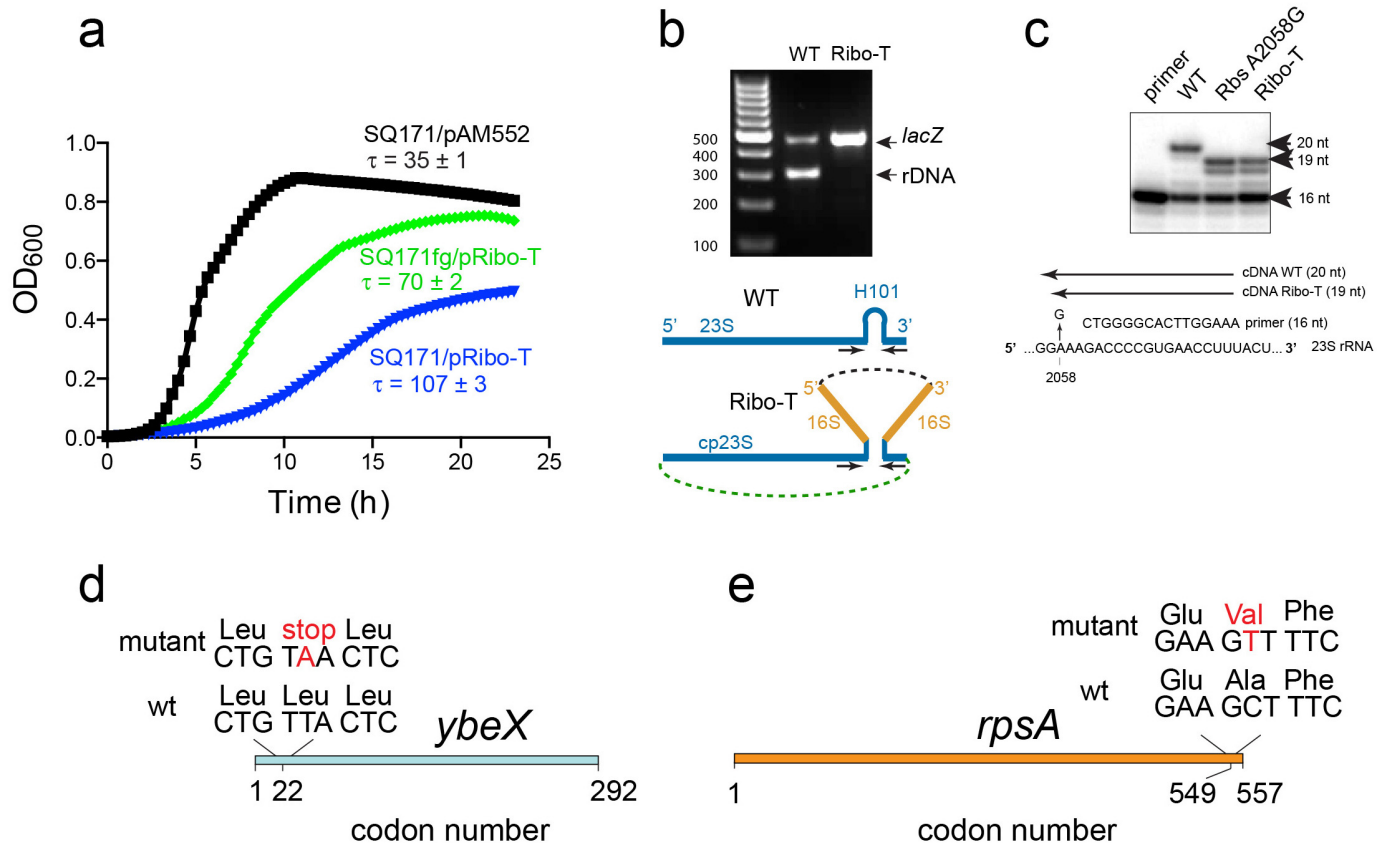 a
OD600
1.0
0.8
0.6
0.4
0.2
0.0
0 5 10 15 20 25
Time (h)
SQ171/pAM552
τ = 35 ± 1
SQ171fg/pRibo-T
τ = 70 ± 2
SQ171/pRibo-T
τ = 107 ± 3
b
WT Ribo-T
500
400
300
200
100
lacZ
rDNA
WT
H101
5’ 23S 3’
Ribo-T
5’ 3’
16S 16S
cp23S
c
primer
WT
Rbs A2058G
Ribo-T
20 nt
19 nt
16 nt
cDNA WT (20 nt)
cDNA Ribo-T (19 nt)
G
CTGGGGCACTTGGAAA primer (16 nt)
5’ ...GGAAAGACCCCGUGAACCUUUACU... 3’ 23S rRNA
2058
d
mutant
Leu stop Leu
CTG TAA CTC
wt
Leu Leu Leu
CTG TTA CTC
ybeX
1 22 292
codon number
e
mutant
Glu Val Phe
GAA GTT TTC
wt
Glu Ala Phe
GAA GCT TTC
rpsA
1 549 557
codon number